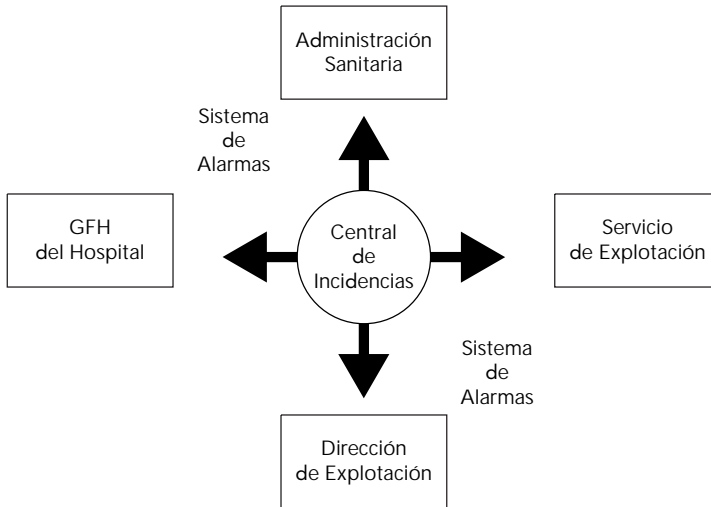 Administración
Sanitaria
Sistema
de
Alarmas
GFH
del Hospital
Central
de
Incidencias
Servicio
de Explotación
Sistema
de
Alarmas
Dirección
de Explotación